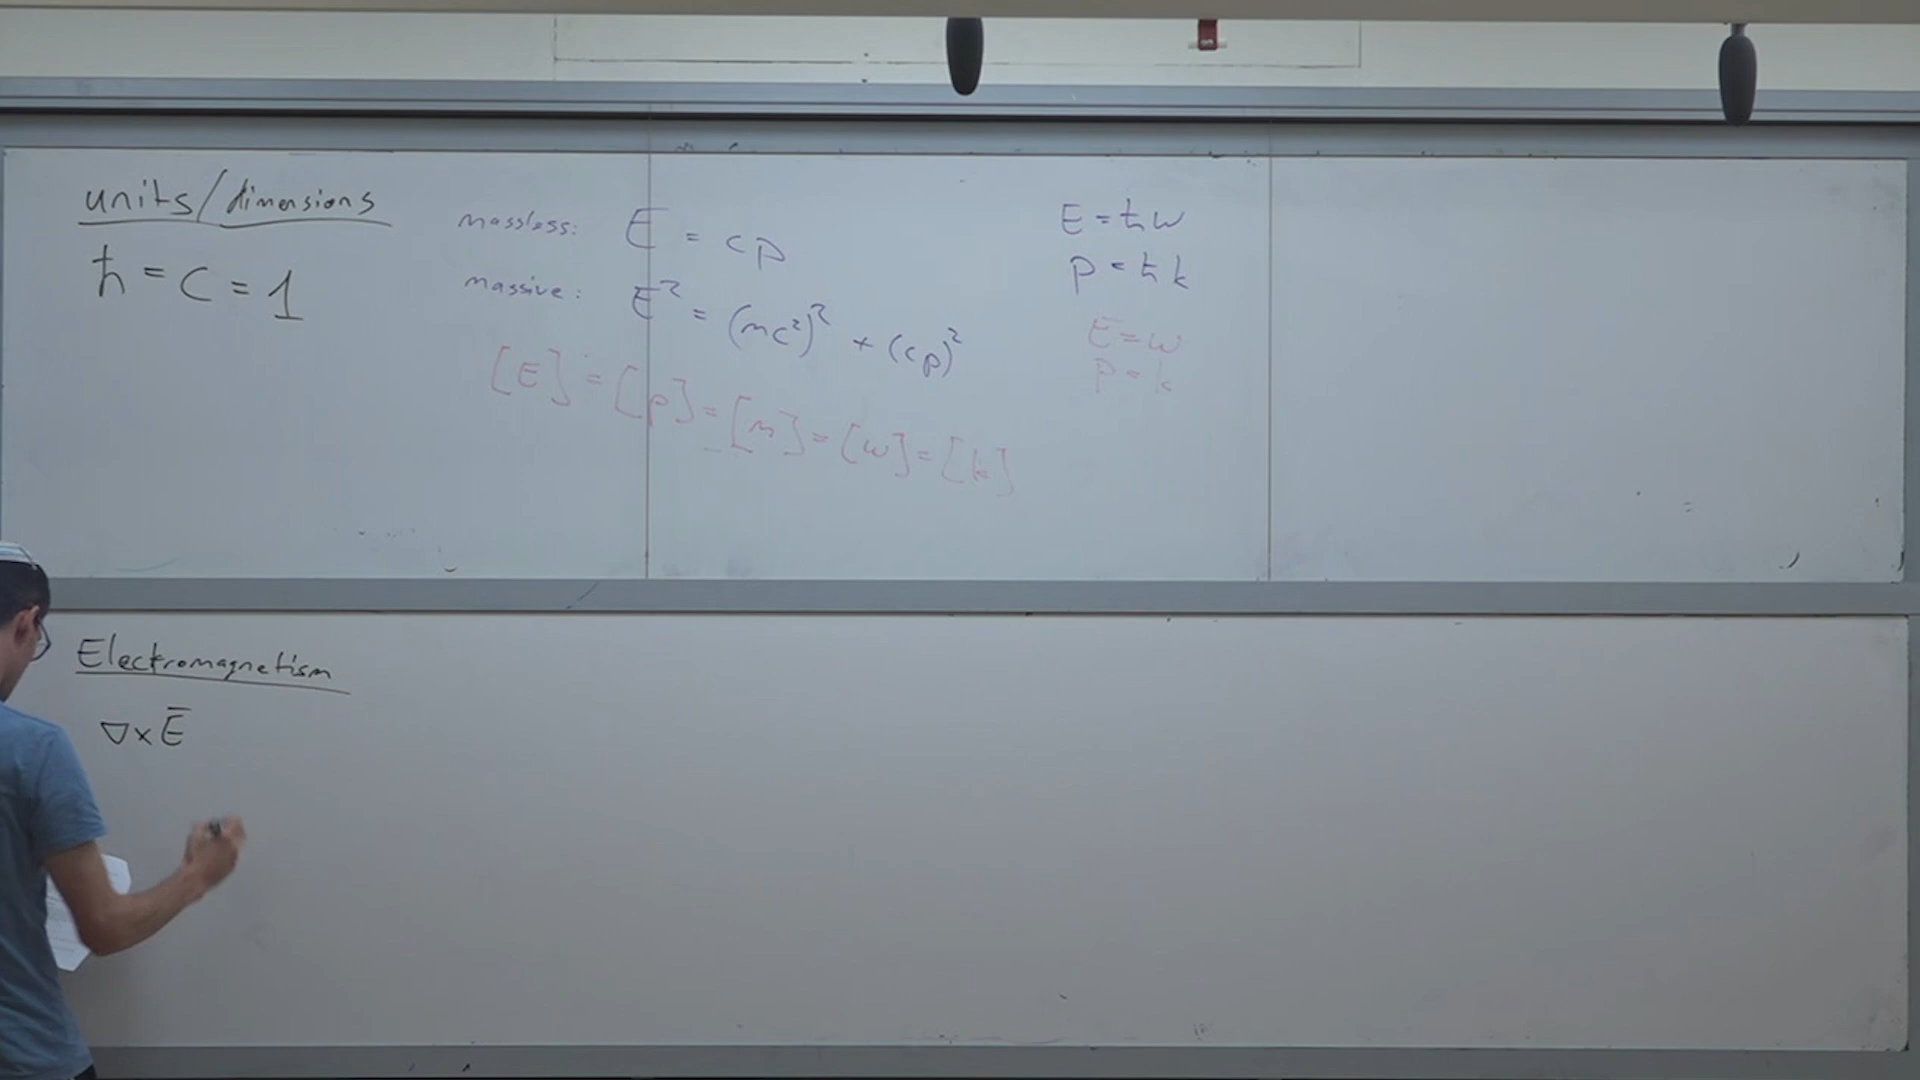 units/dimensions
ħ = c = 1
massless: E = cp
massive: E² = (mc²)² + (cp)²
[E] = [p] = [m] = [ω] = [k]
E = ħω
p = ħk
E = ω
p = k
Electromagnetism
∇×Ē